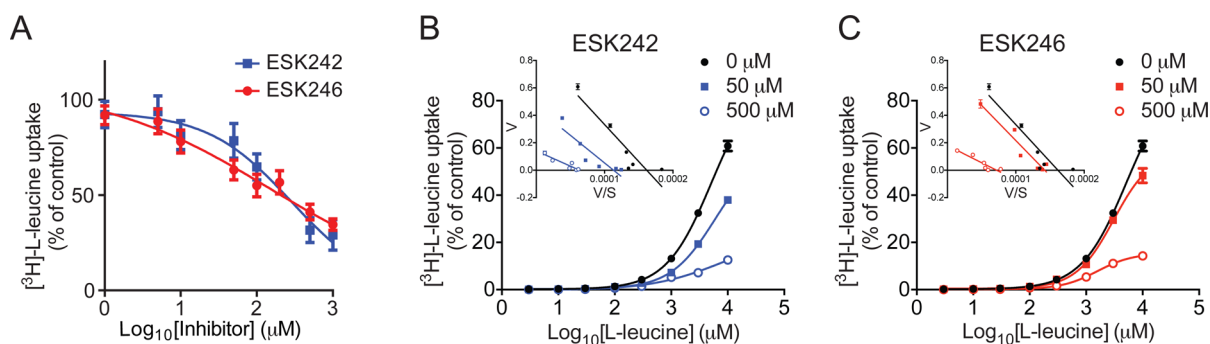 A
ESK242
ESK246
[³H]-L-leucine uptake
(% of control)
100
50
0
0 1 2 3
Log₁₀[Inhibitor] (μM)
B
ESK242
0 μM
50 μM
500 μM
[³H]-L-leucine uptake
(% of control)
80
60
40
20
0
0 1 2 3 4 5
Log₁₀[L-leucine] (μM)
V
0.8
0.6
0.4
0.2
0.0
-0.2
0.0001 0.0002
V/S
C
ESK246
0 μM
50 μM
500 μM
[³H]-L-leucine uptake
(% of control)
80
60
40
20
0
0 1 2 3 4 5
Log₁₀[L-leucine] (μM)
V
0.8
0.6
0.4
0.2
0.0
-0.2
0.0001 0.0002
V/S